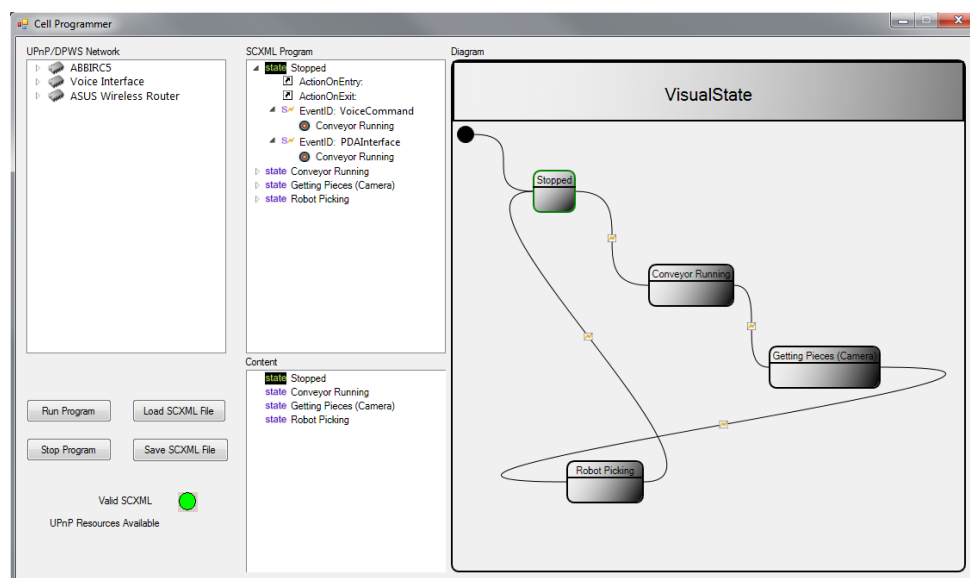 Cell Programmer
UPnP/DPWS Network
ABBIRC5
Voice Interface
ASUS Wireless Router
Run Program
Load SCXML File
Stop Program
Save SCXML File
Valid SCXML
UPnP Resources Available
SCXML Program
state Stopped
ActionOnEntry:
ActionOnExit:
EventID: VoiceCommand
Conveyor Running
EventID: PDAInterface
Conveyor Running
state Conveyor Running
state Getting Pieces (Camera)
state Robot Picking
Content
state Stopped
state Conveyor Running
state Getting Pieces (Camera)
state Robot Picking
Diagram
VisualState
Stopped
Conveyor Running
Getting Pieces (Camera)
Robot Picking